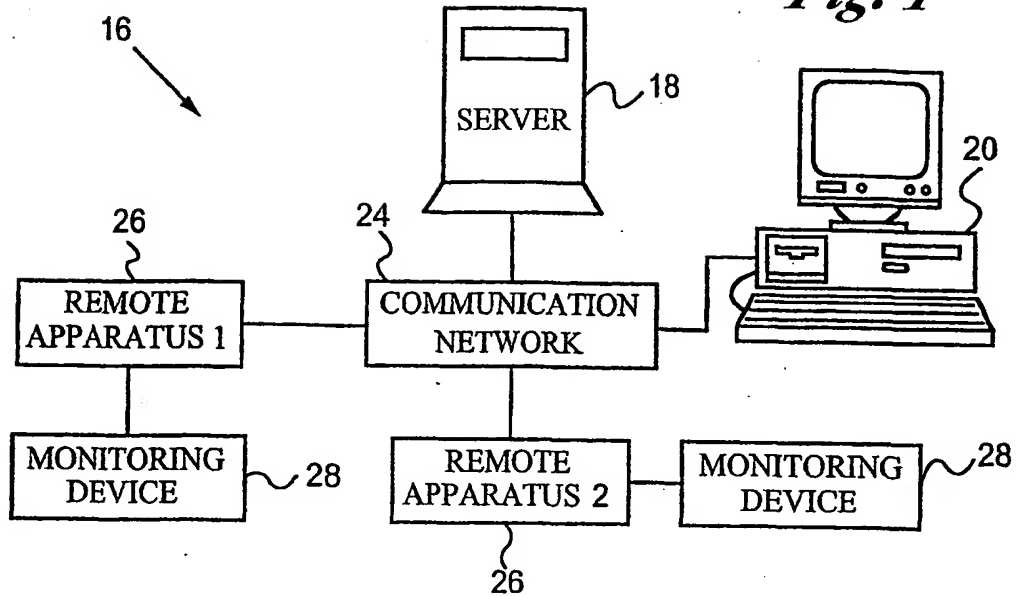 Fig. 1
16
SERVER
18
20
24
26
REMOTE
APPARATUS 1
COMMUNICATION
NETWORK
MONITORING
DEVICE
28
REMOTE
APPARATUS 2
MONITORING
DEVICE
28
26